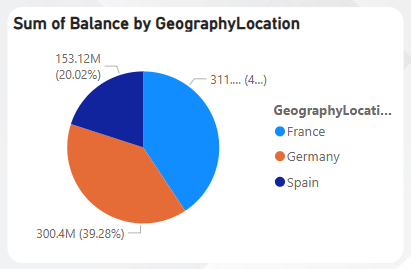 Sum of Balance by GeographyLocation
153.12M
(20.02%)
311.... (4...)
GeographyLocati...
France
Germany
Spain
300.4M (39.28%)